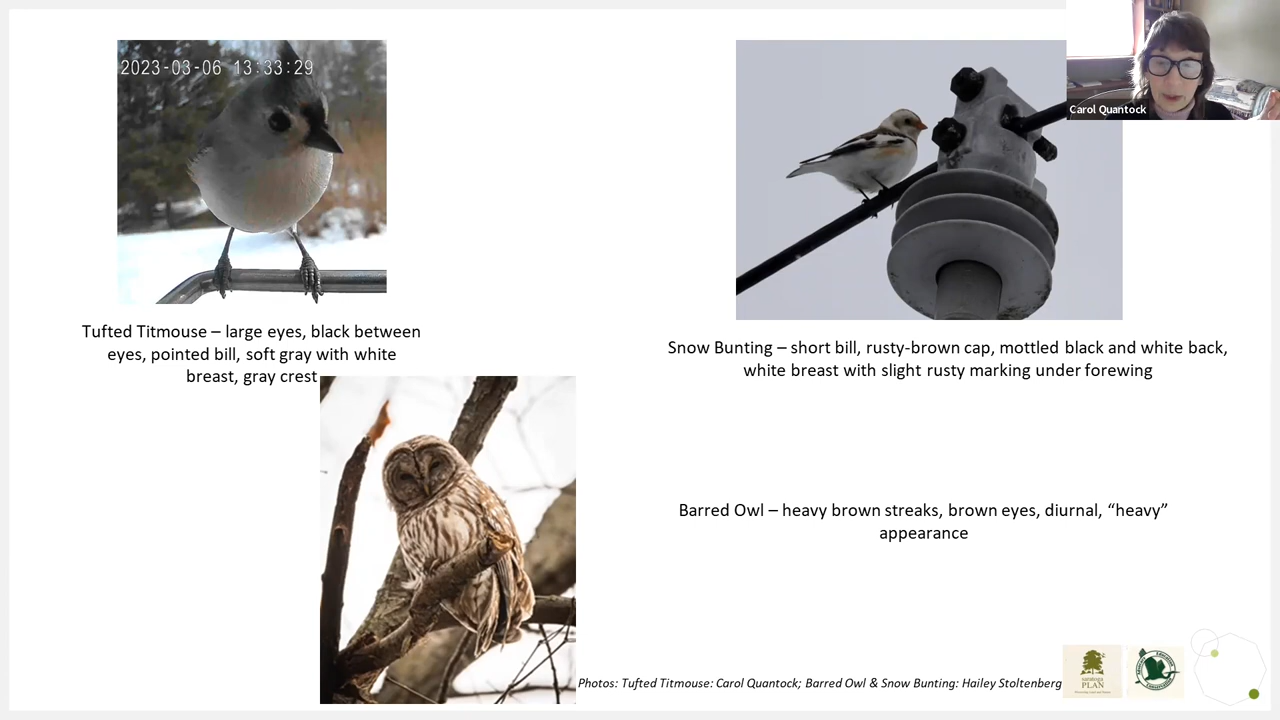 2023-03-06 13:33:29
Carol Quantock
Tufted Titmouse – large eyes, black between
eyes, pointed bill, soft gray with white
breast, gray crest
Snow Bunting – short bill, rusty-brown cap, mottled black and white back,
white breast with slight rusty marking under forewing
Barred Owl – heavy brown streaks, brown eyes, diurnal, “heavy”
appearance
Photos: Tufted Titmouse: Carol Quantock; Barred Owl & Snow Bunting: Hailey Stoltenberg
saratoga
PLAN